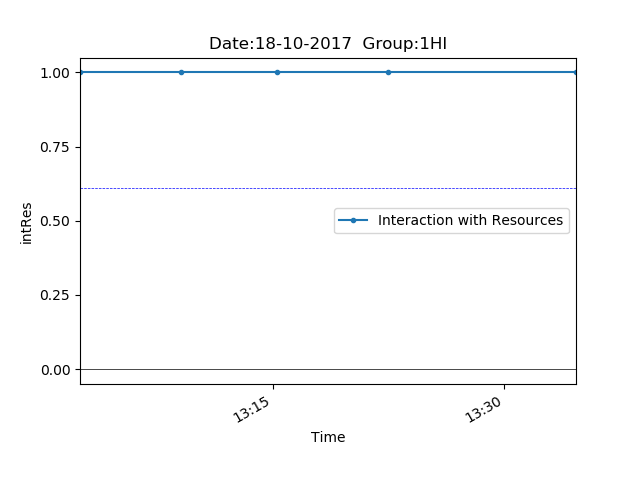 Date:18-10-2017  Group:1HI
1.00
0.75
0.50
0.25
0.00
intRes
Interaction with Resources
13:15
13:30
Time